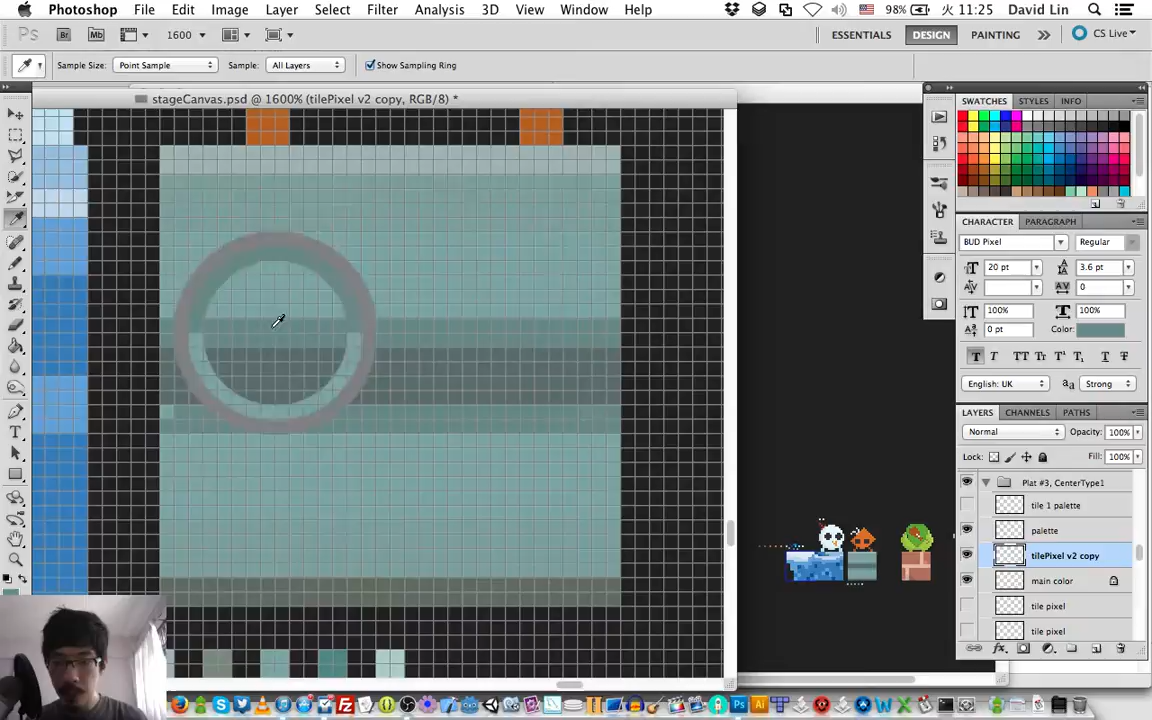 Photoshop File Edit Image Layer Select Filter Analysis 3D View Window Help 98% 火 11:25 David Lin
Ps Br Mb 1600 ESSENTIALS DESIGN PAINTING CS Live
Sample Size: Point Sample Sample: All Layers Show Sampling Ring
stageCanvas.psd @ 1600% (tilePixel v2 copy, RGB/8) *
SWATCHES STYLES INFO
CHARACTER PARAGRAPH
BUD Pixel Regular
20 pt 3.6 pt
0
100% 100%
0 pt Color:
English: UK Strong
LAYERS CHANNELS PATHS
Normal Opacity: 100%
Lock: Fill: 100%
Plat #3, CenterType1
tile 1 palette
palette
tilePixel v2 copy
main color
tile pixel
tile pixel